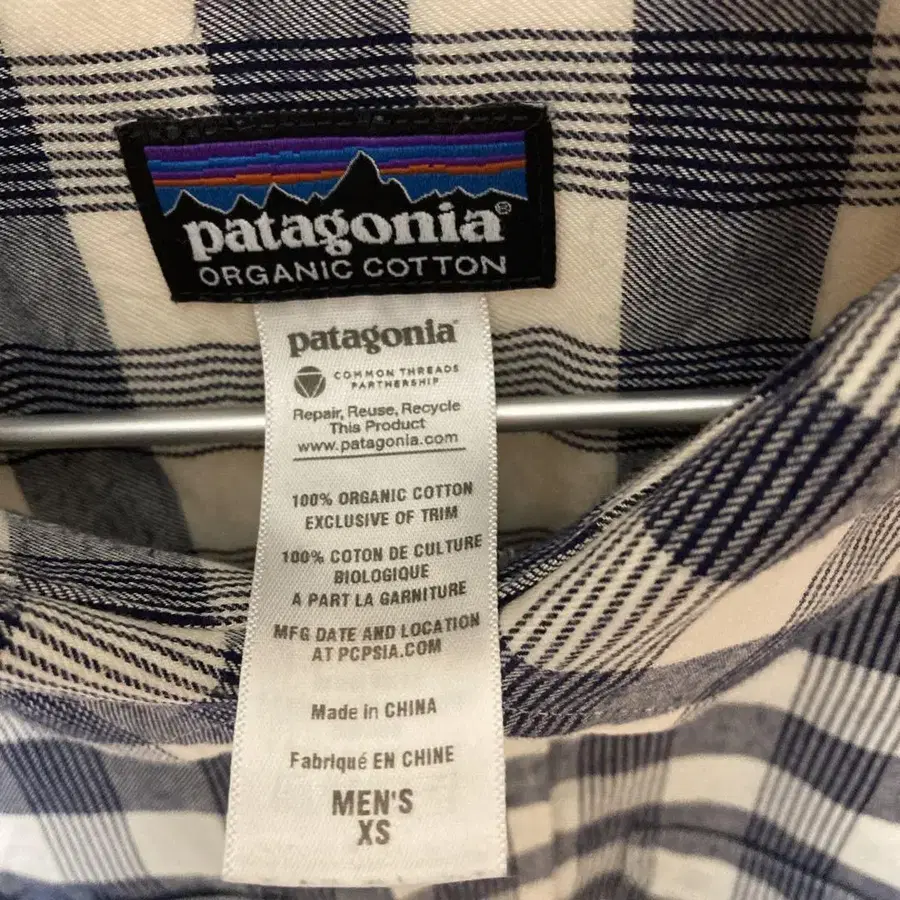 patagonia®
ORGANIC COTTON
patagonia
COMMON THREADS
PARTNERSHIP
Repair, Reuse, Recycle
This Product
www.patagonia.com
100% ORGANIC COTTON
EXCLUSIVE OF TRIM
100% COTON DE CULTURE
BIOLOGIQUE
A PART LA GARNITURE
MFG DATE AND LOCATION
AT PCPSIA.COM
Made in CHINA
Fabriqué EN CHINE
MEN'S
XS